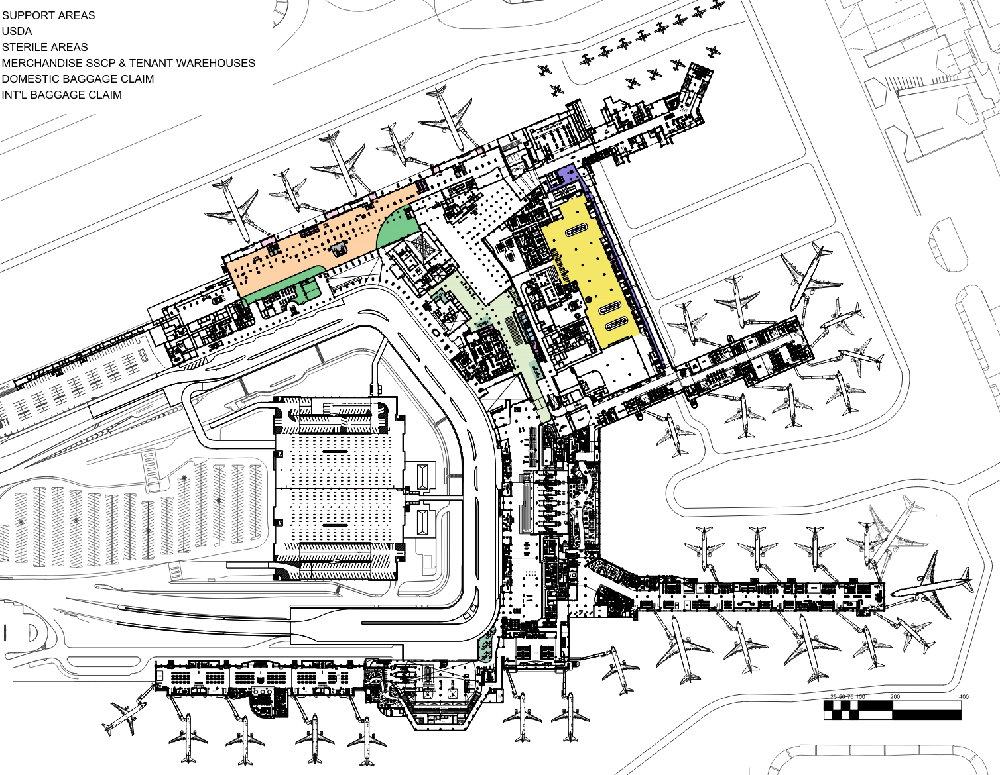 SUPPORT AREAS
USDA
STERILE AREAS
MERCHANDISE SSCP & TENANT WAREHOUSES
DOMESTIC BAGGAGE CLAIM
INT'L BAGGAGE CLAIM
25 50 75 100 200 400